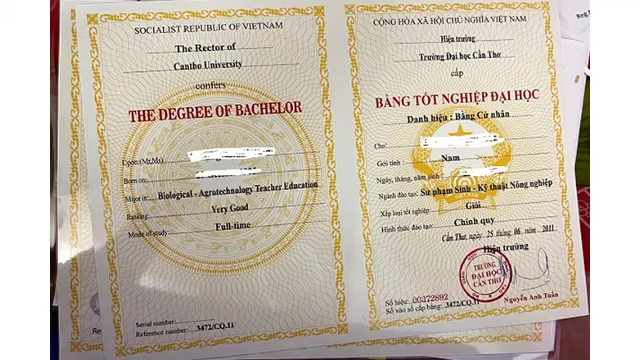 SOCIALIST REPUBLIC OF VIETNAM
The Rector of
Cantho University
confers
THE DEGREE OF BACHELOR
Upon:(Mr,Ms)
Born on:
Major in: Biological - Agrotechnology Teacher Education
Ranking: Very Good
Mode of study: Full-time
Serial number:
Reference number: 3472/CQ.11
CỘNG HÒA XÃ HỘI CHỦ NGHĨA VIỆT NAM
Hiệu trưởng
Trường Đại học Cần Thơ
cấp
BẰNG TỐT NGHIỆP ĐẠI HỌC
Danh hiệu : Bằng Cử nhân
Cho:
Giới tính : Nam
Ngày, tháng, năm sinh :
Ngành đào tạo: Sư phạm Sinh - Kỹ thuật Nông nghiệp
Xếp loại tốt nghiệp: Giỏi
Hình thức đào tạo: Chính quy
Cần Thơ, ngày 25 tháng 06 năm 2011
Hiệu trưởng
TRƯỜNG
ĐẠI HỌC
CẦN THƠ
Số hiệu: 00372892
Số vào sổ cấp bằng: 3472/CQ.11
Nguyễn Anh Tuấn